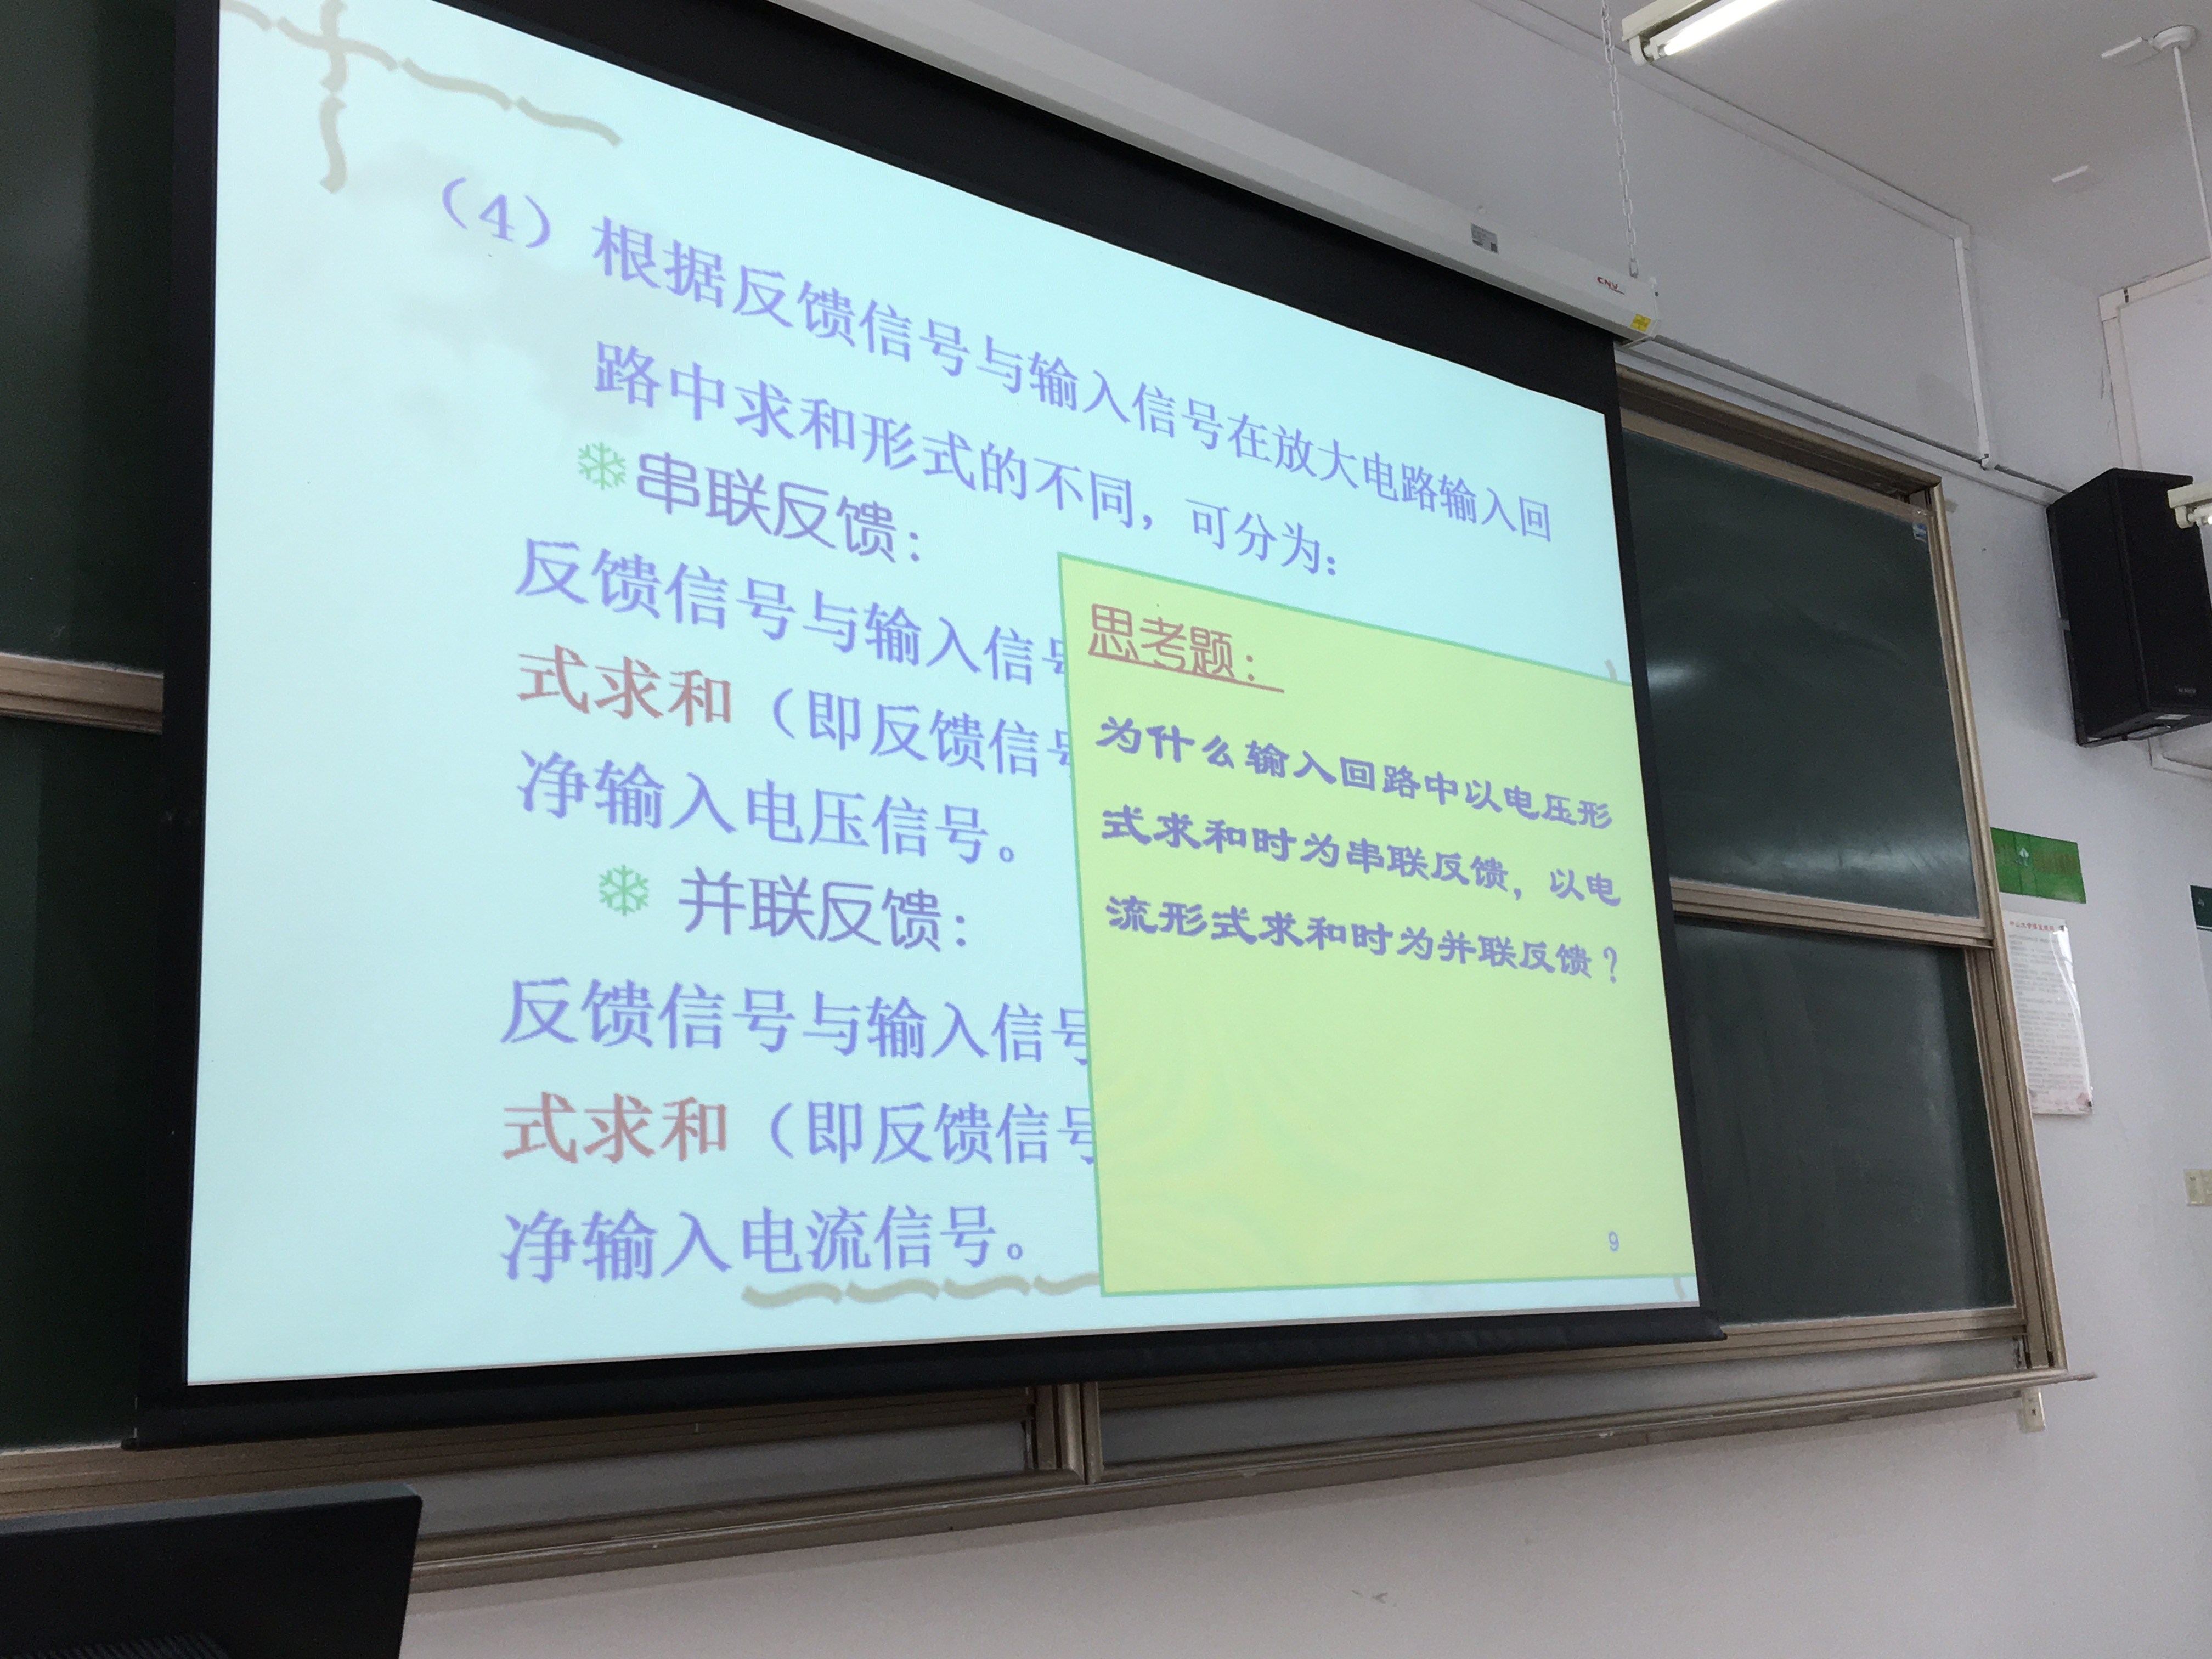 （4）根据反馈信号与输入信号在放大电路输入回
路中求和形式的不同，可分为：
串联反馈：
反馈信号与输入信
式求和（即反馈信
净输入电压信号。
并联反馈：
反馈信号与输入信号
式求和（即反馈信号
净输入电流信号。
思考题：
为什么输入回路中以电压形
式求和时为串联反馈，以电
流形式求和时为并联反馈？
9